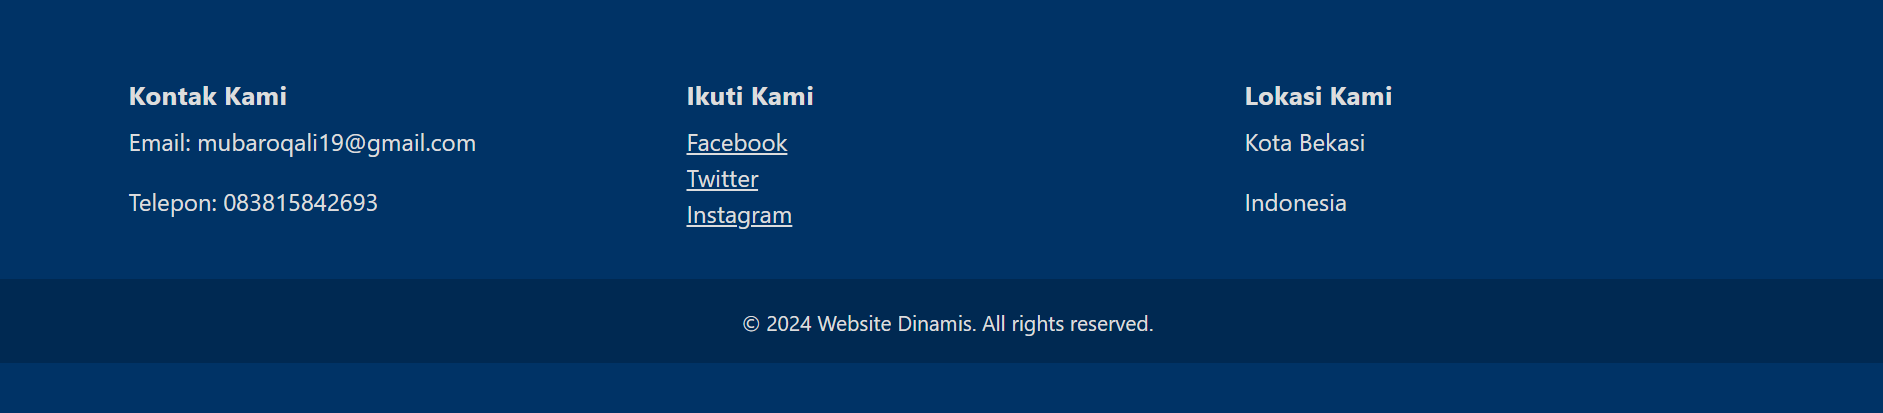 Kontak Kami
Email: mubaroqali19@gmail.com
Telepon: 083815842693
Ikuti Kami
Facebook
Twitter
Instagram
Lokasi Kami
Kota Bekasi
Indonesia
© 2024 Website Dinamis. All rights reserved.